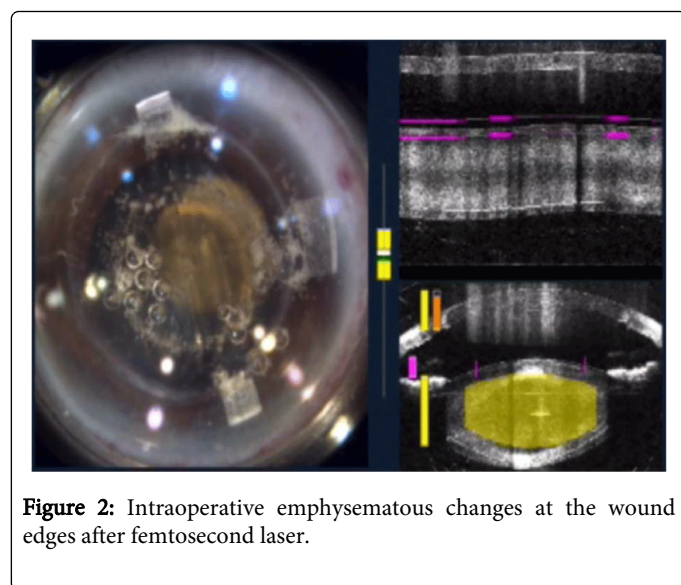 Figure 2: Intraoperative emphysematous changes at the wound
edges after femtosecond laser.